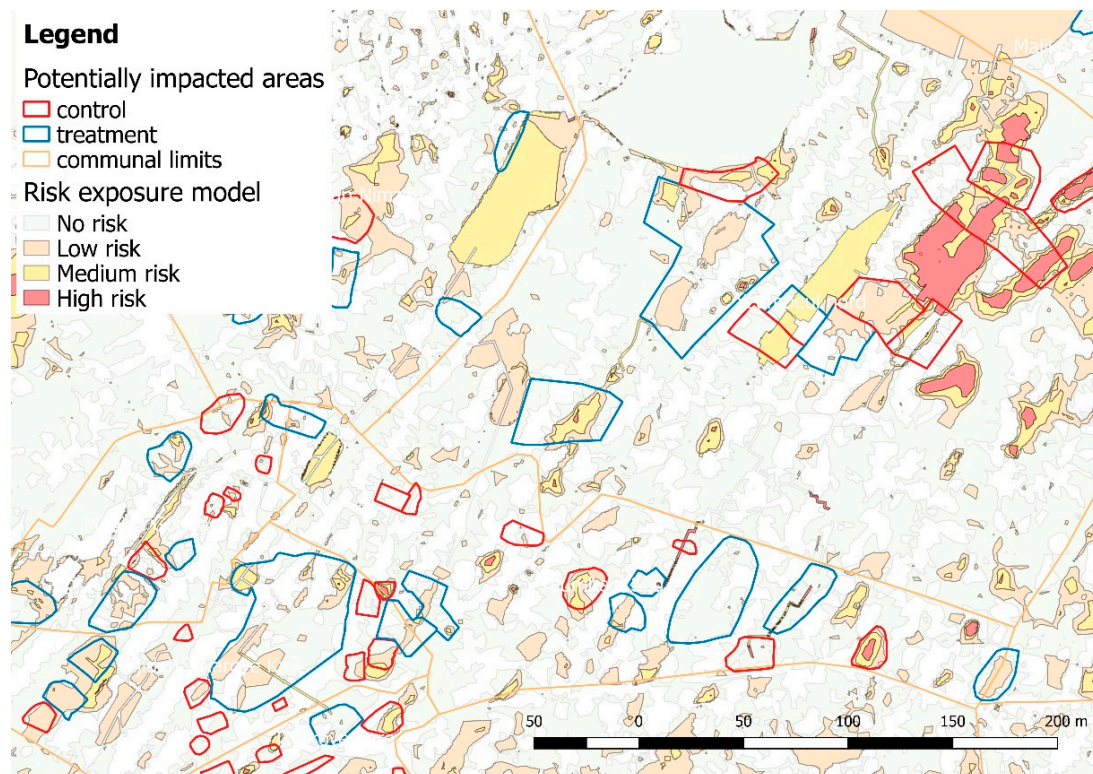 Legend
Potentially impacted areas
control
treatment
communal limits
Risk exposure model
No risk
Low risk
Medium risk
High risk
50 0 50 100 150 200 m